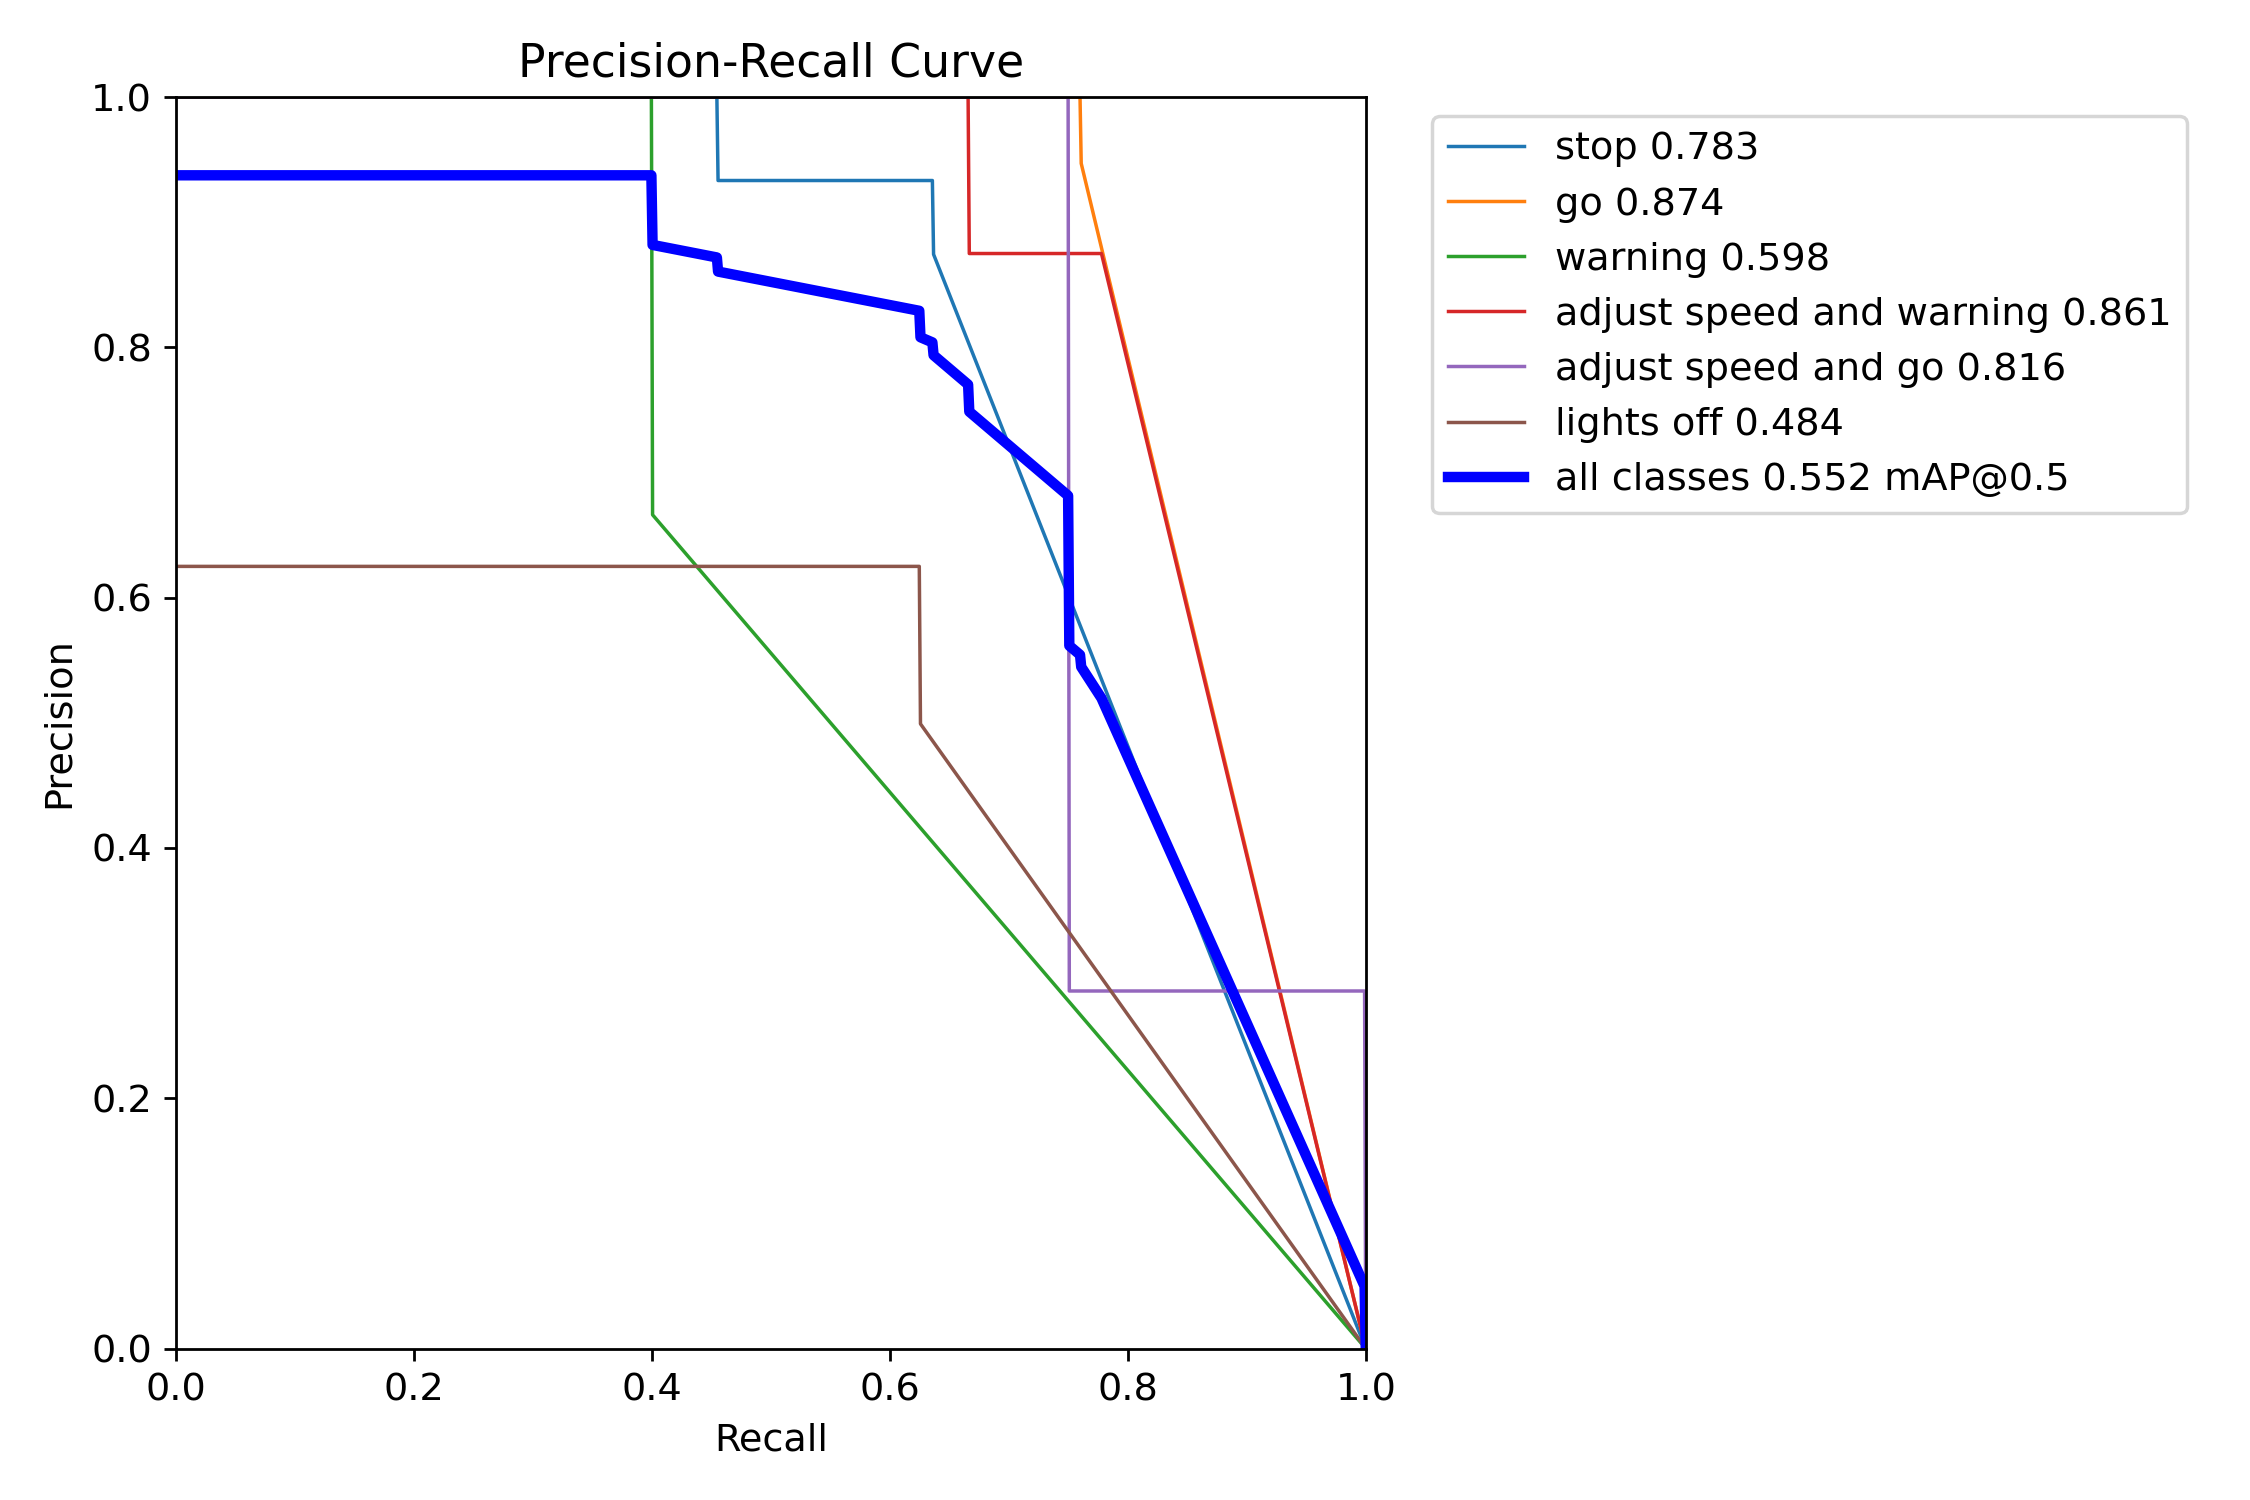 Precision-Recall Curve
1.0
0.8
0.6
0.4
0.2
0.0
Precision
0.0 0.2 0.4 0.6 0.8 1.0
Recall
stop 0.783
go 0.874
warning 0.598
adjust speed and warning 0.861
adjust speed and go 0.816
lights off 0.484
all classes 0.552 mAP@0.5